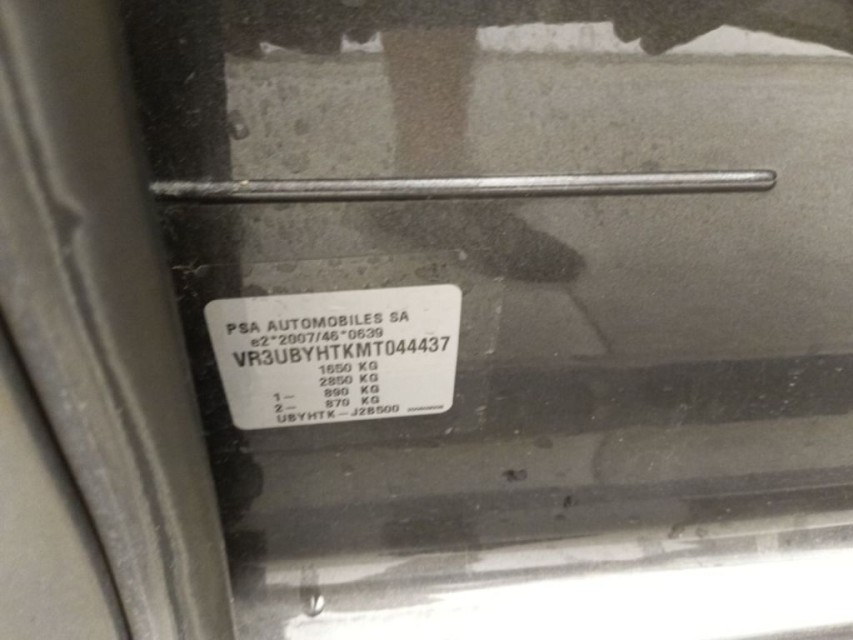 PSA AUTOMOBILES SA
e2*2007/46*0639
VR3UBYHTKMT044437
1650 KG
2850 KG
1— 890 KG
2— 870 KG
UBYHTK—J2B500